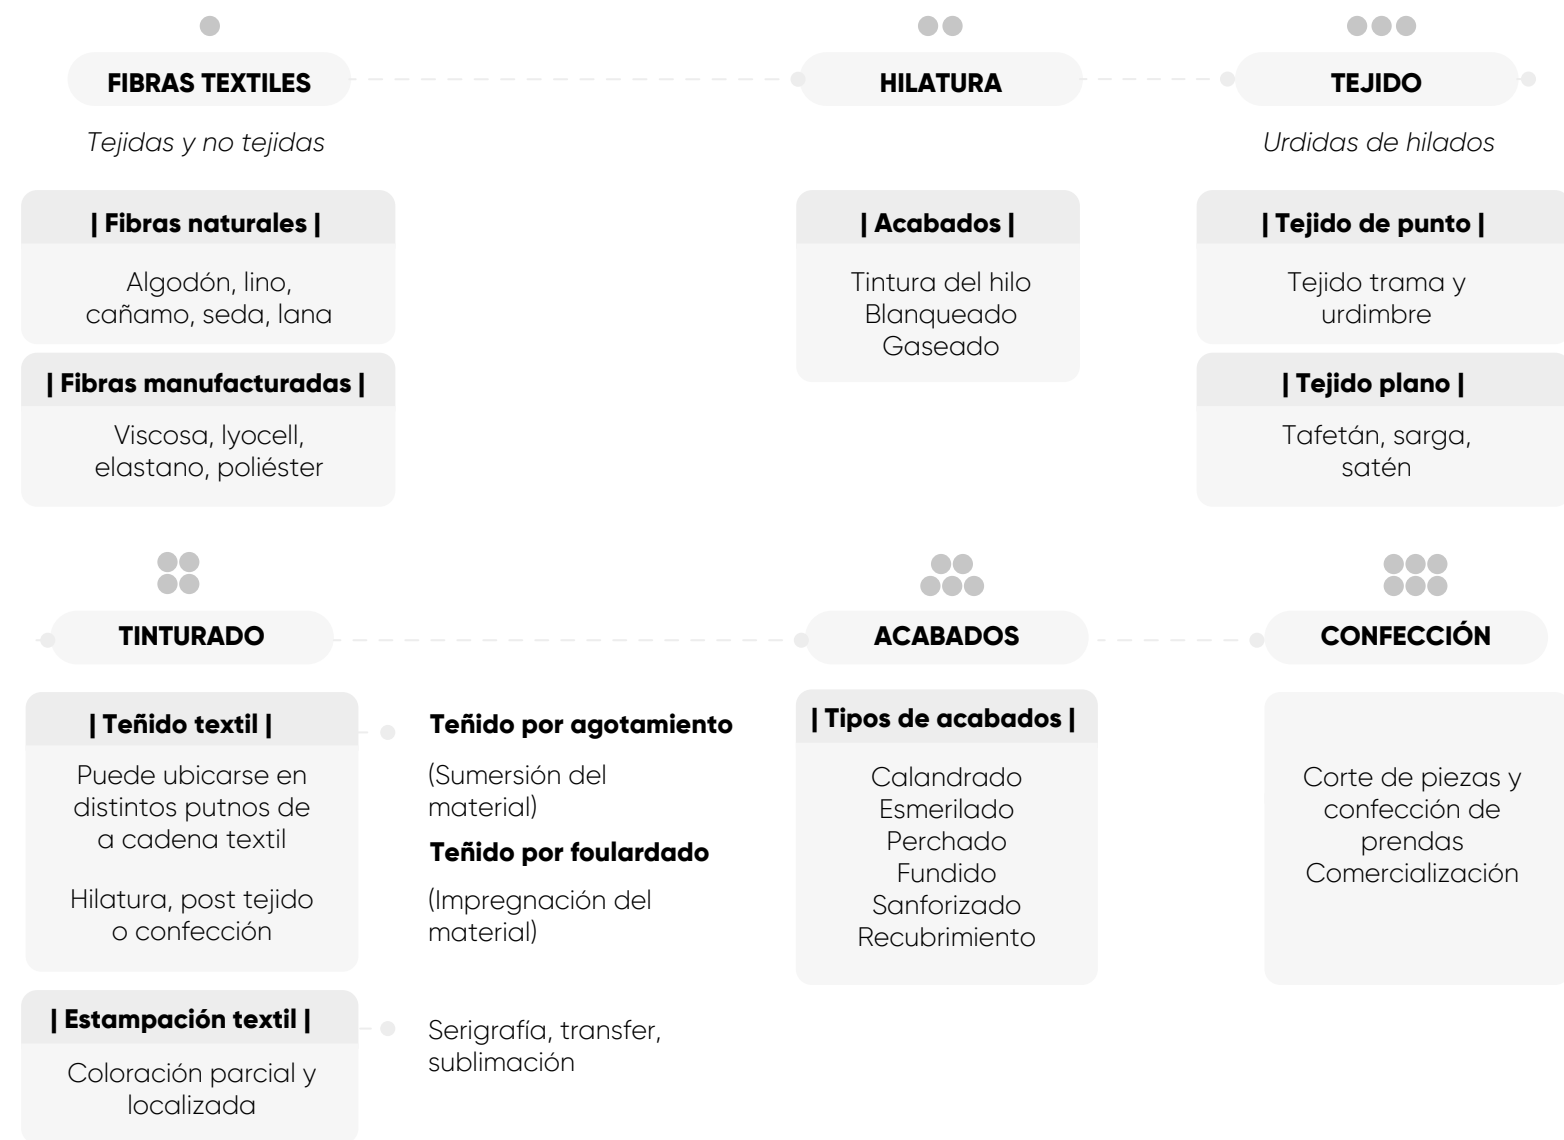 FIBRAS TEXTILES
Tejidas y no tejidas
| Fibras naturales |
Algodón, lino,
cañamo, seda, lana
| Fibras manufacturadas |
Viscosa, lyocell,
elastano, poliéster
HILATURA
| Acabados |
Tintura del hilo
Blanqueado
Gaseado
TEJIDO
Urdidas de hilados
| Tejido de punto |
Tejido trama y
urdimbre
| Tejido plano |
Tafetán, sarga,
satén
TINTURADO
| Teñido textil |
Puede ubicarse en
distintos putnos de
a cadena textil
Hilatura, post tejido
o confección
Teñido por agotamiento
(Sumersión del
material)
Teñido por foulardado
(Impregnación del
material)
| Estampación textil |
Coloración parcial y
localizada
Serigrafía, transfer,
sublimación
ACABADOS
| Tipos de acabados |
Calandrado
Esmerilado
Perchado
Fundido
Sanforizado
Recubrimiento
CONFECCIÓN
Corte de piezas y
confección de
prendas
Comercialización